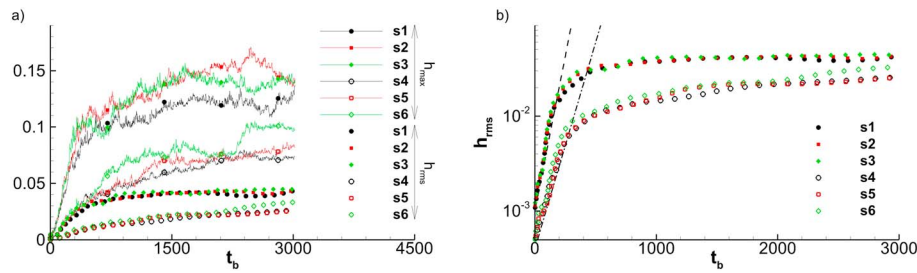 a)
0.15
0.1
0.05
0
0
1500
3000
4500
t_b
s1
s2
s3
s4
s5
s6
s1
s2
s3
s4
s5
s6
h_max
h_rms
b)
h_rms
10^-2
10^-3
0
1000
2000
3000
t_b
s1
s2
s3
s4
s5
s6